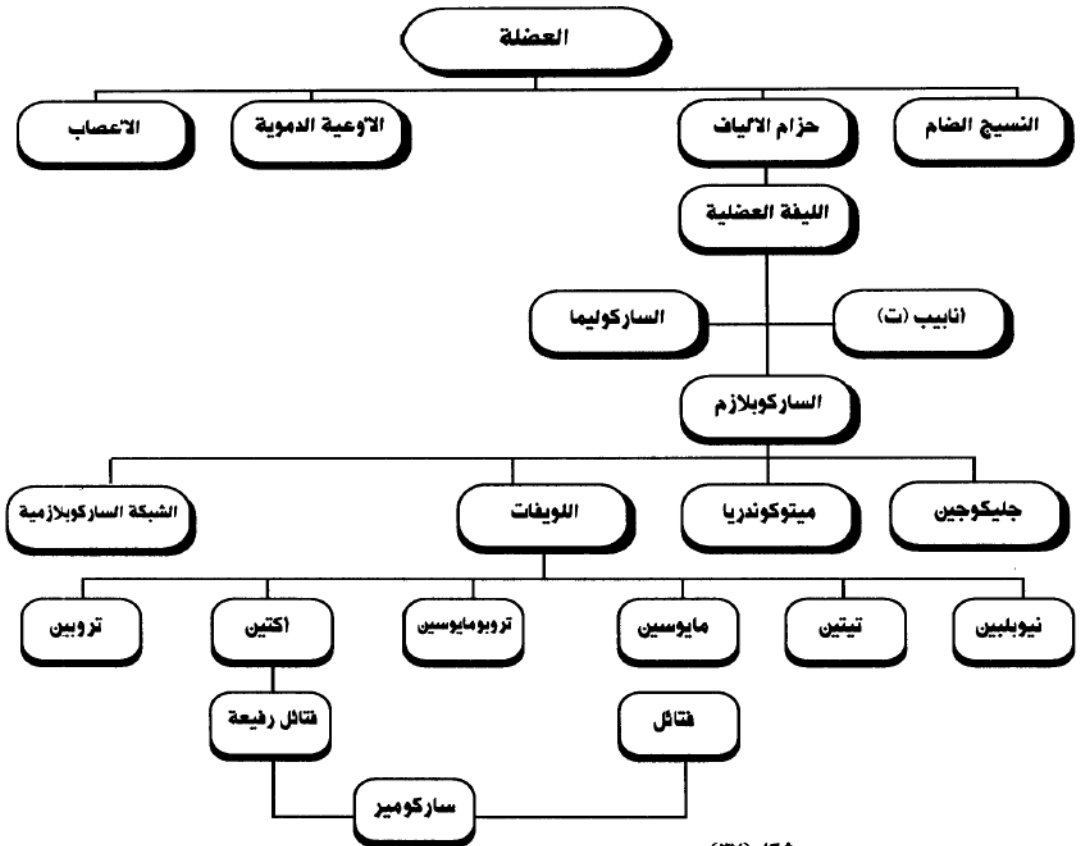 العضلة
النسيج الضام
حزام الالياف
الاوعية الدموية
الاعصاب
الليفة العضلية
انابيب (ت)
الساركوليما
الساركوبلازم
جليكوجين
ميتوكوندريا
اللويفات
الشبكة الساركوبلازمية
نيوبلبين
تيتين
مايوسين
تروبومايوسين
اكتين
تروبين
فتائل
فتائل رفيعة
ساركومير